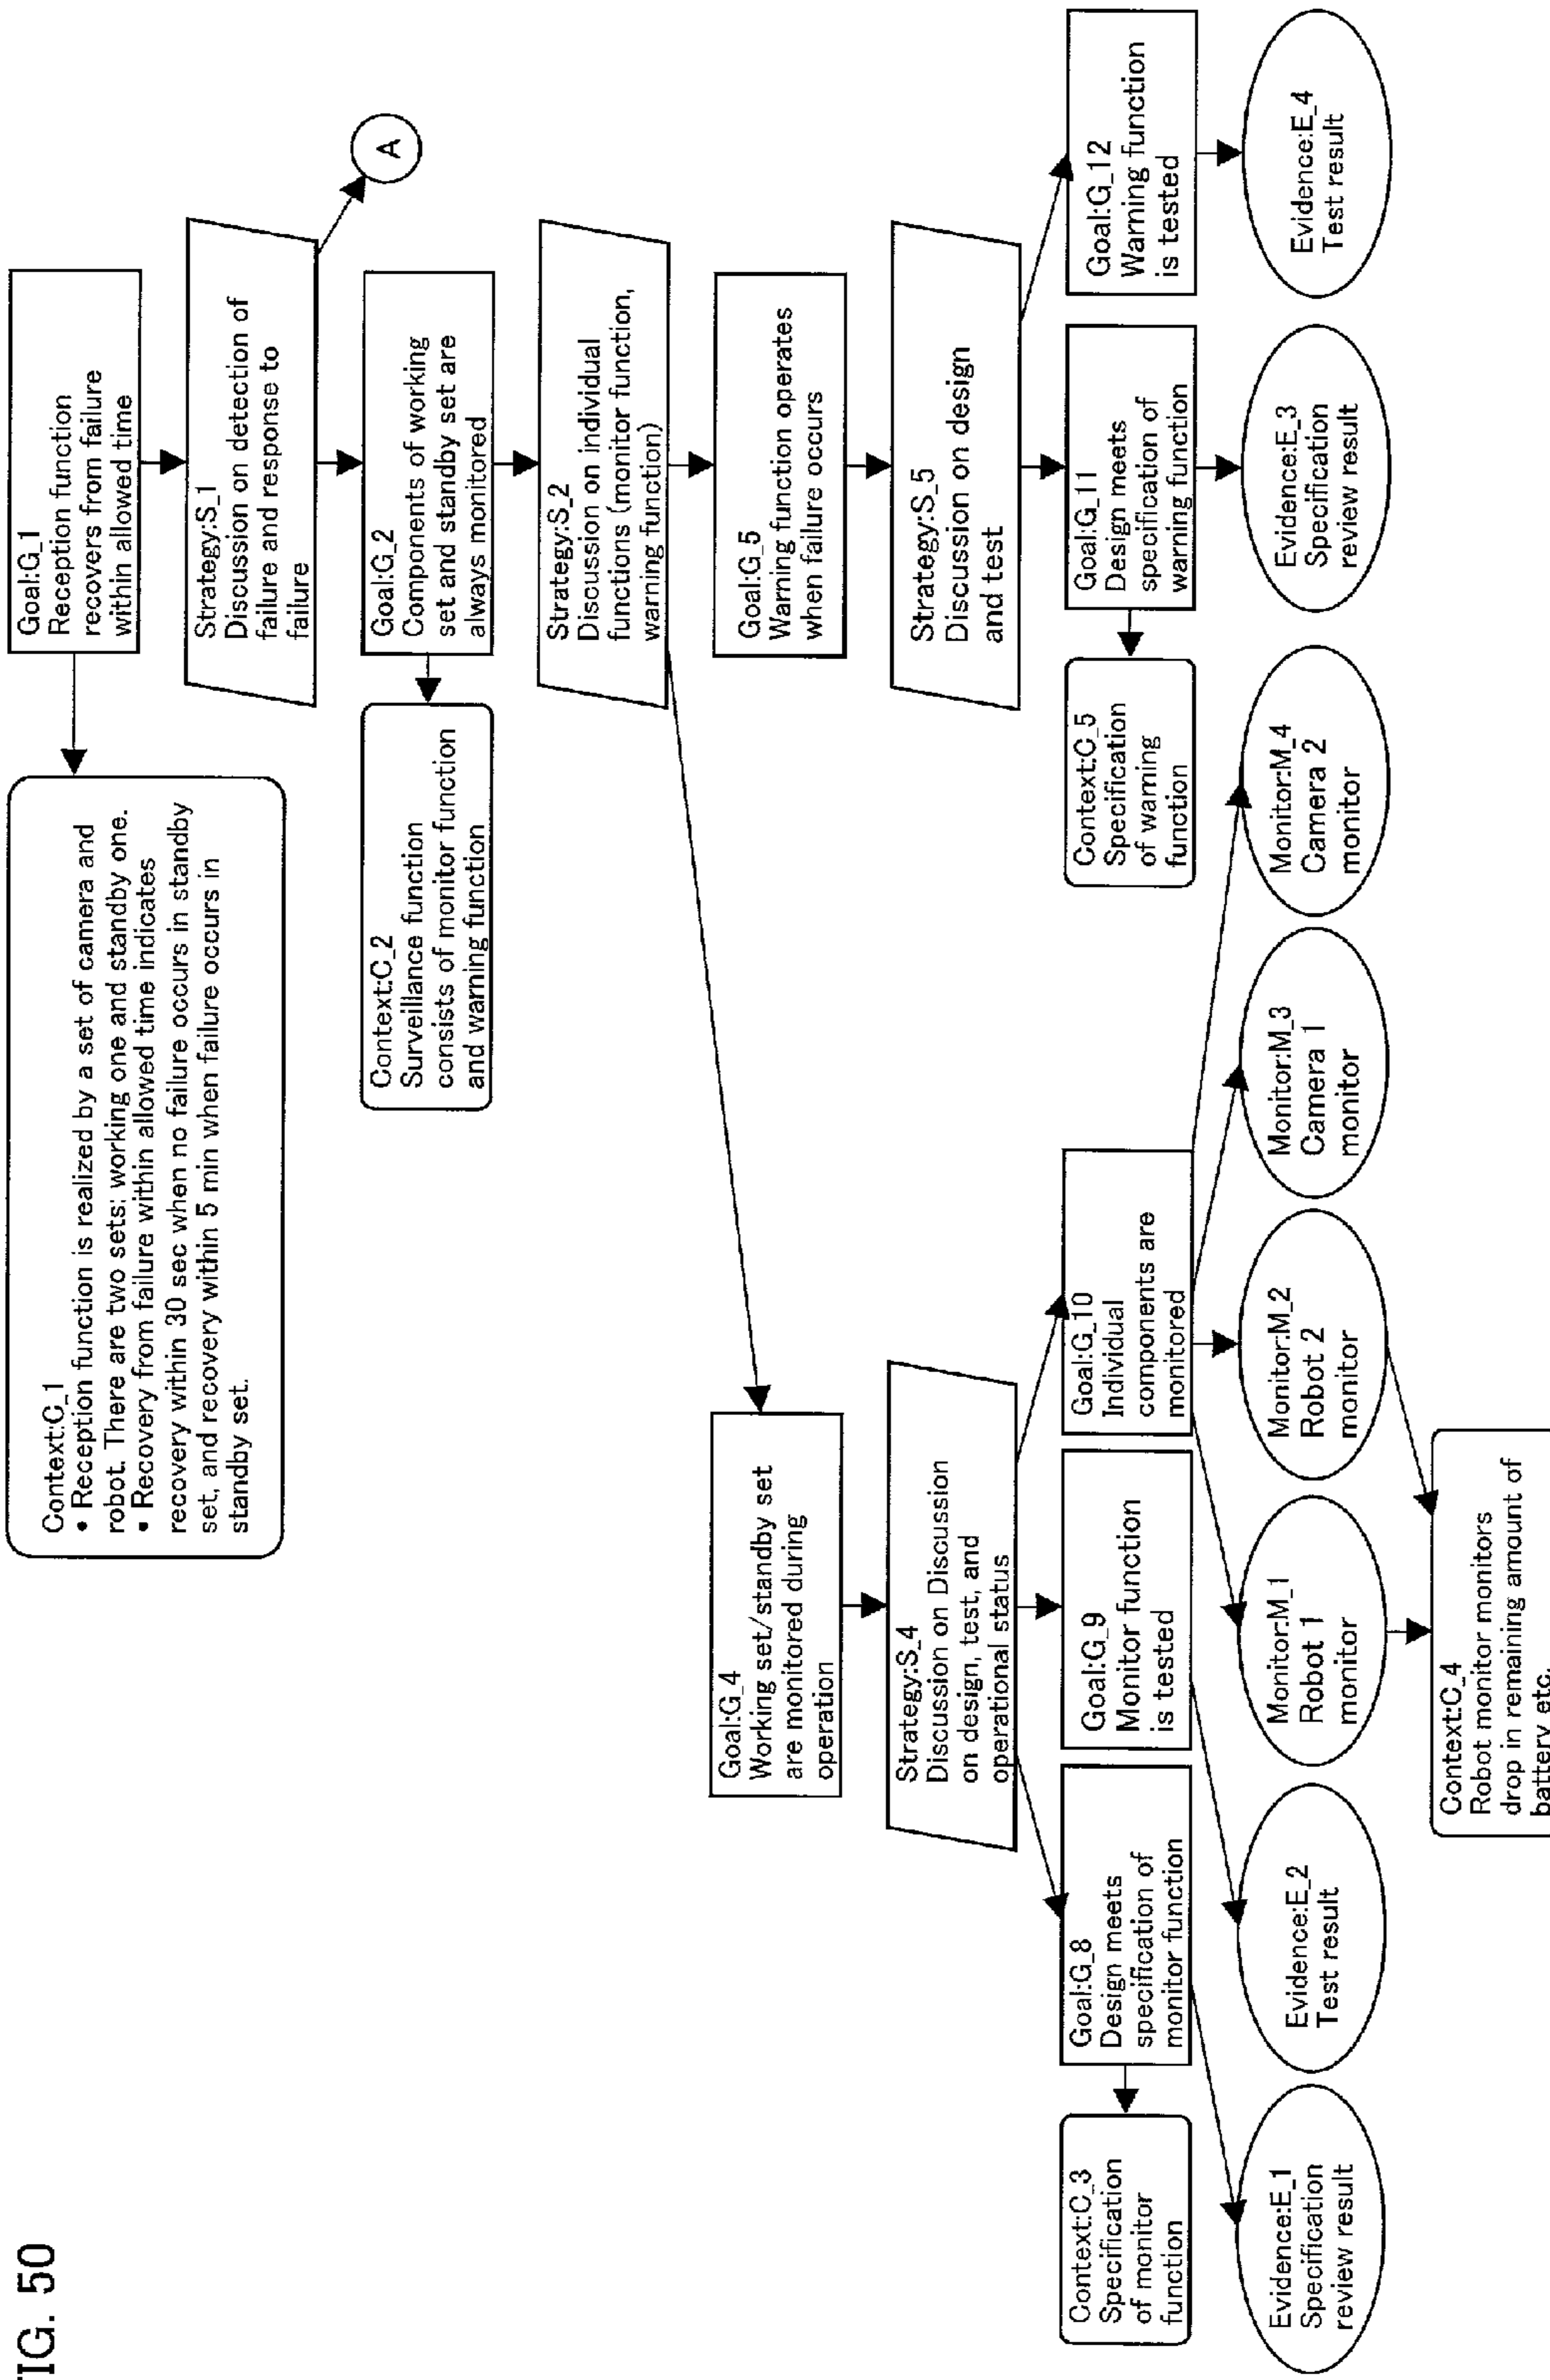 FIG. 50
Context:C_1
• Reception function is realized by a set of camera and
robot. There are two sets: working one and standby one.
• Recovery from failure within allowed time indicates
recovery within 30 sec when no failure occurs in standby
set, and recovery within 5 min when failure occurs in
standby set.
Goal:G_1
Reception function
recovers from failure
within allowed time
Strategy:S_1
Discussion on detection of
failure and response to
failure
A
Context:C_2
Surveillance function
consists of monitor function
and warning function
Goal:G_2
Components of working
set and standby set are
always monitored
Strategy:S_2
Discussion on individual
functions (monitor function,
warning function)
Goal:G_4
Working set/standby set
are monitored during
operation
Goal:G_5
Warning function operates
when failure occurs
Strategy:S_4
Discussion on Discussion
on design, test, and
operational status
Strategy:S_5
Discussion on design
and test
Context:C_3
Specification
of monitor
function
Goal:G_8
Design meets
specification of
monitor function
Goal:G_9
Monitor function
is tested
Goal:G_10
Individual
components are
monitored
Context:C_5
Specification
of warning
function
Goal:G_11
Design meets
specification of
warning function
Goal:G_12
Warning function
is tested
Evidence:E_1
Specification
review result
Evidence:E_2
Test result
Monitor:M_1
Robot 1
monitor
Monitor:M_2
Robot 2
monitor
Monitor:M_3
Camera 1
monitor
Monitor:M_4
Camera 2
monitor
Evidence:E_3
Specification
review result
Evidence:E_4
Test result
Context:C_4
Robot monitor monitors
drop in remaining amount of
battery etc.